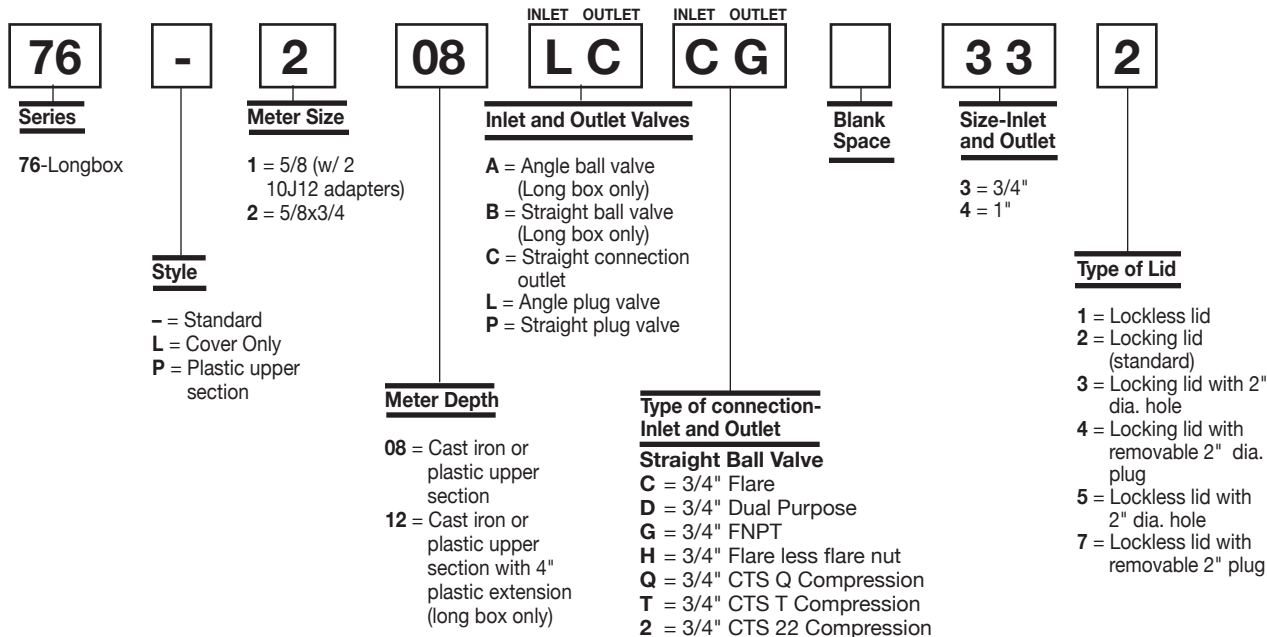 INLET OUTLET INLET OUTLET
76 - 2 08 L C C G 3 3 2
Series
76-Longbox
Style
– = Standard
L = Cover Only
P = Plastic upper
section
Meter Size
1 = 5/8 (w/ 2
10J12 adapters)
2 = 5/8x3/4
Meter Depth
08 = Cast iron or
plastic upper
section
12 = Cast iron or
plastic upper
section with 4"
plastic extension
(long box only)
Inlet and Outlet Valves
A = Angle ball valve
(Long box only)
B = Straight ball valve
(Long box only)
C = Straight connection
outlet
L = Angle plug valve
P = Straight plug valve
Type of connection-
Inlet and Outlet
Straight Ball Valve
C = 3/4" Flare
D = 3/4" Dual Purpose
G = 3/4" FNPT
H = 3/4" Flare less flare nut
Q = 3/4" CTS Q Compression
T = 3/4" CTS T Compression
2 = 3/4" CTS 22 Compression
Blank
Space
Size-Inlet
and Outlet
3 = 3/4"
4 = 1"
Type of Lid
1 = Lockless lid
2 = Locking lid
(standard)
3 = Locking lid with 2"
dia. hole
4 = Locking lid with
removable 2" dia.
plug
5 = Lockless lid with
2" dia. hole
7 = Lockless lid with
removable 2" plug